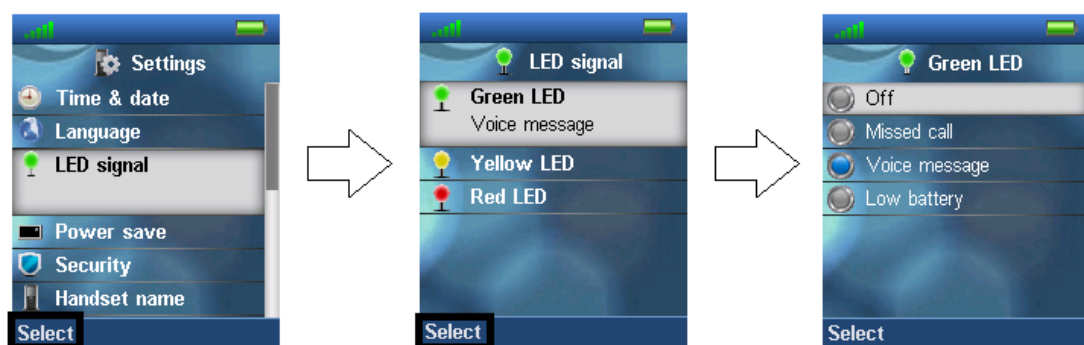 Settings
Time & date
Language
LED signal
Power save
Security
Handset name
Select
LED signal
Green LED
Voice message
Yellow LED
Red LED
Select
Green LED
Off
Missed call
Voice message
Low battery
Select